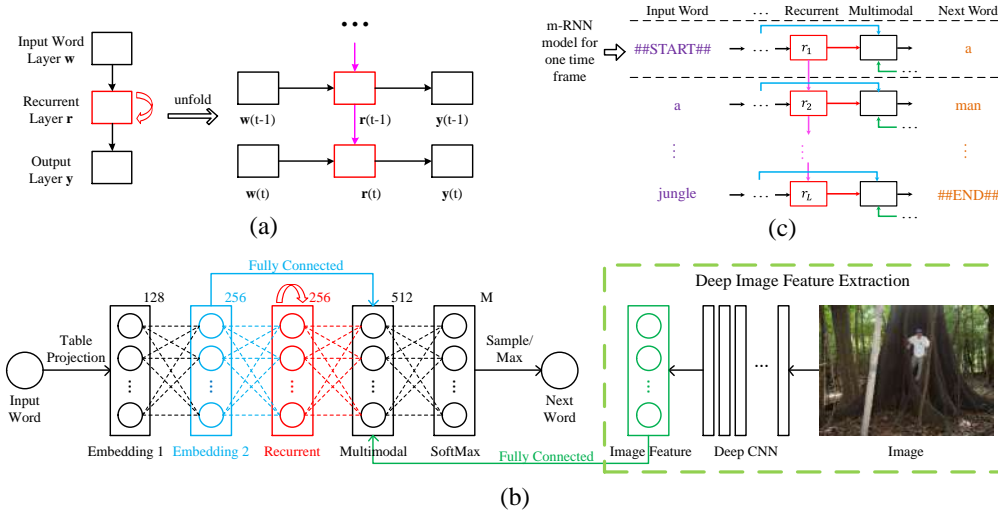 Input Word
Layer w
Recurrent
Layer r
Output
Layer y
unfold
...
w(t-1)
r(t-1)
y(t-1)
w(t)
r(t)
y(t)
(a)
Input Word
...
Recurrent
Multimodal
Next Word
m-RNN
model for
one time
frame
##START##
...
r1
...
a
a
...
r2
...
man
...
...
...
jungle
...
rL
...
##END##
(c)
Fully Connected
128
256
256
512
M
Table
Projection
Sample/
Max
Input
Word
Next
Word
Embedding 1
Embedding 2
Recurrent
Multimodal
SoftMax
Fully Connected
Deep Image Feature Extraction
...
Image Feature
Deep CNN
Image
(b)